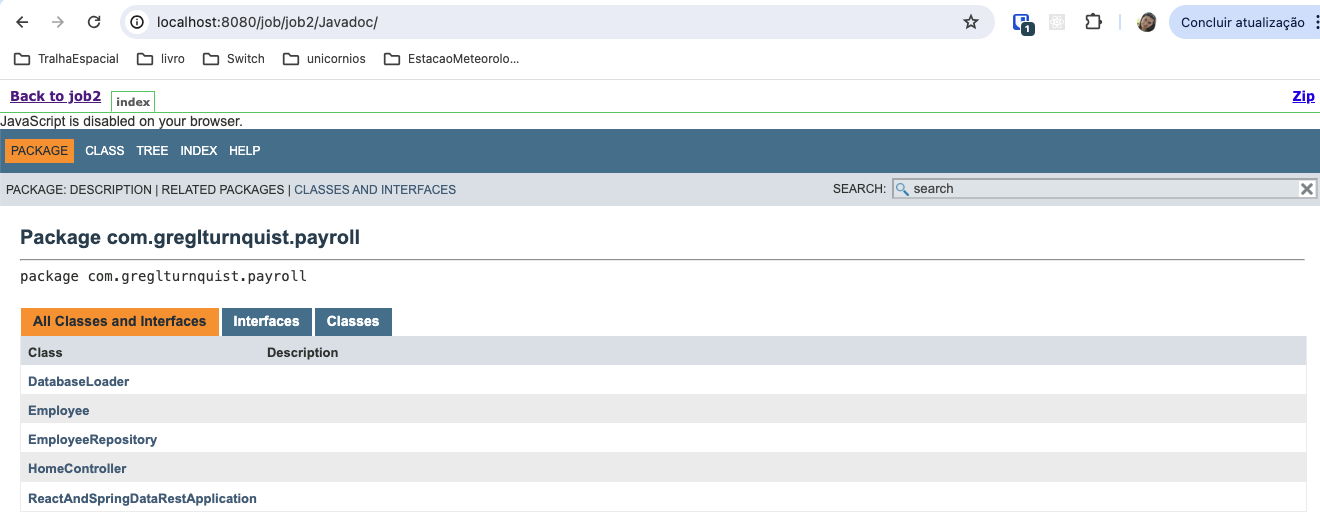 localhost:8080/job/job2/Javadoc/
1
Concluir atualização
TralhaEspacial livro Switch unicornios EstacaoMeteorolo...
Back to job2 index Zip
JavaScript is disabled on your browser.
PACKAGE CLASS TREE INDEX HELP
PACKAGE: DESCRIPTION | RELATED PACKAGES | CLASSES AND INTERFACES SEARCH: search
Package com.greglturnquist.payroll
package com.greglturnquist.payroll
All Classes and Interfaces Interfaces Classes
Class Description
DatabaseLoader
Employee
EmployeeRepository
HomeController
ReactAndSpringDataRestApplication